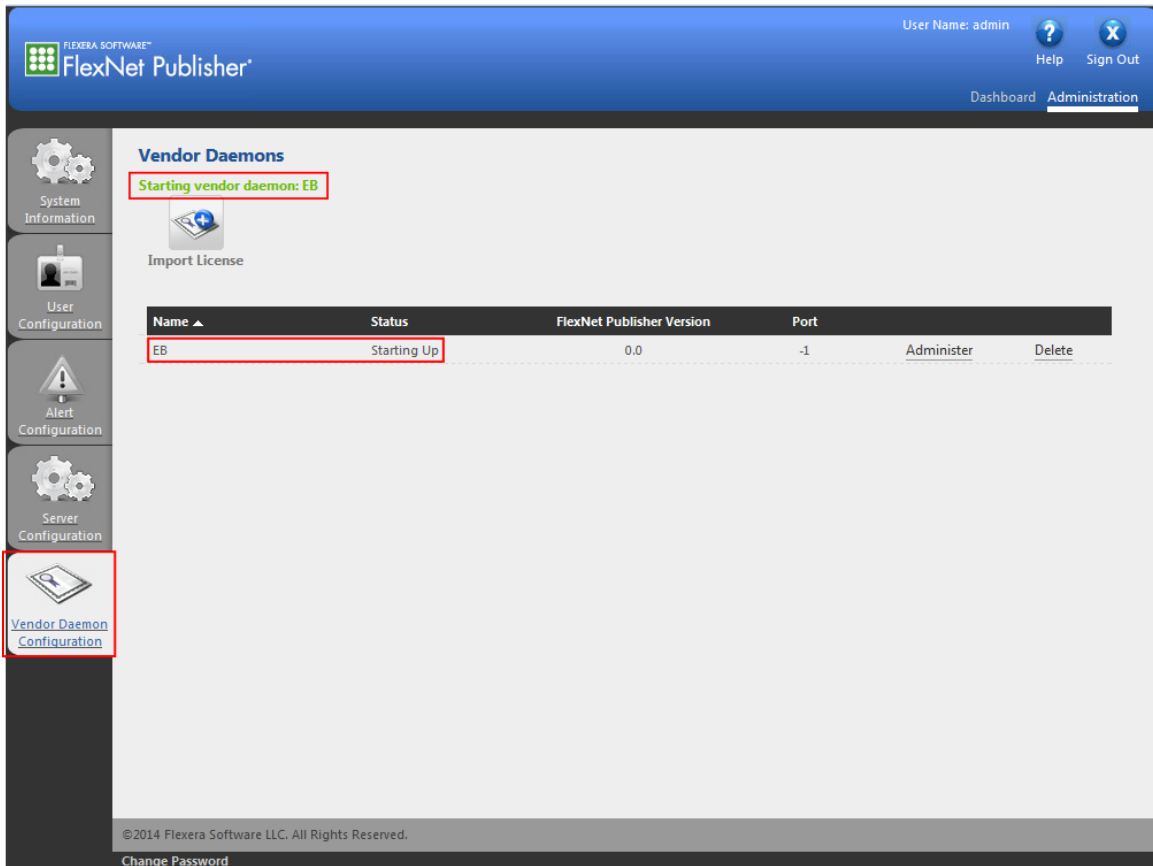 User Name: admin
FLEXERA SOFTWARE™
FlexNet Publisher®
Help
Sign Out
Dashboard
Administration
System
Information
User
Configuration
Alert
Configuration
Server
Configuration
Vendor Daemon
Configuration
Vendor Daemons
Starting vendor daemon: EB
Import License
Name Status FlexNet Publisher Version Port
EB Starting Up 0.0 -1 Administer Delete
©2014 Flexera Software LLC. All Rights Reserved.
Change Password